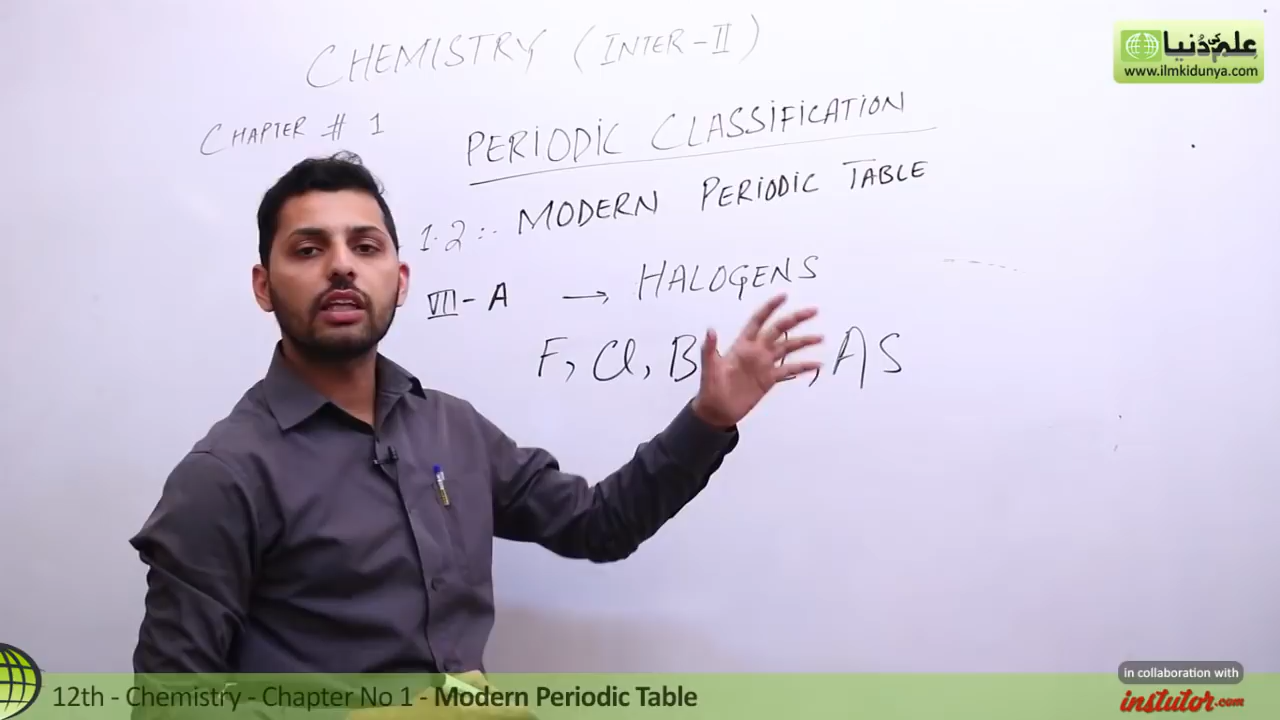 CHEMISTRY (INTER-II)
CHAPTER # 1
PERIODIC CLASSIFICATION
1.2:- MODERN PERIODIC TABLE
VII-A → HALOGENS
F, Cl, B , AS
علم کی دنیا
www.ilmkidunya.com
in collaboration with
instutor.com
12th - Chemistry - Chapter No 1 - Modern Periodic Table